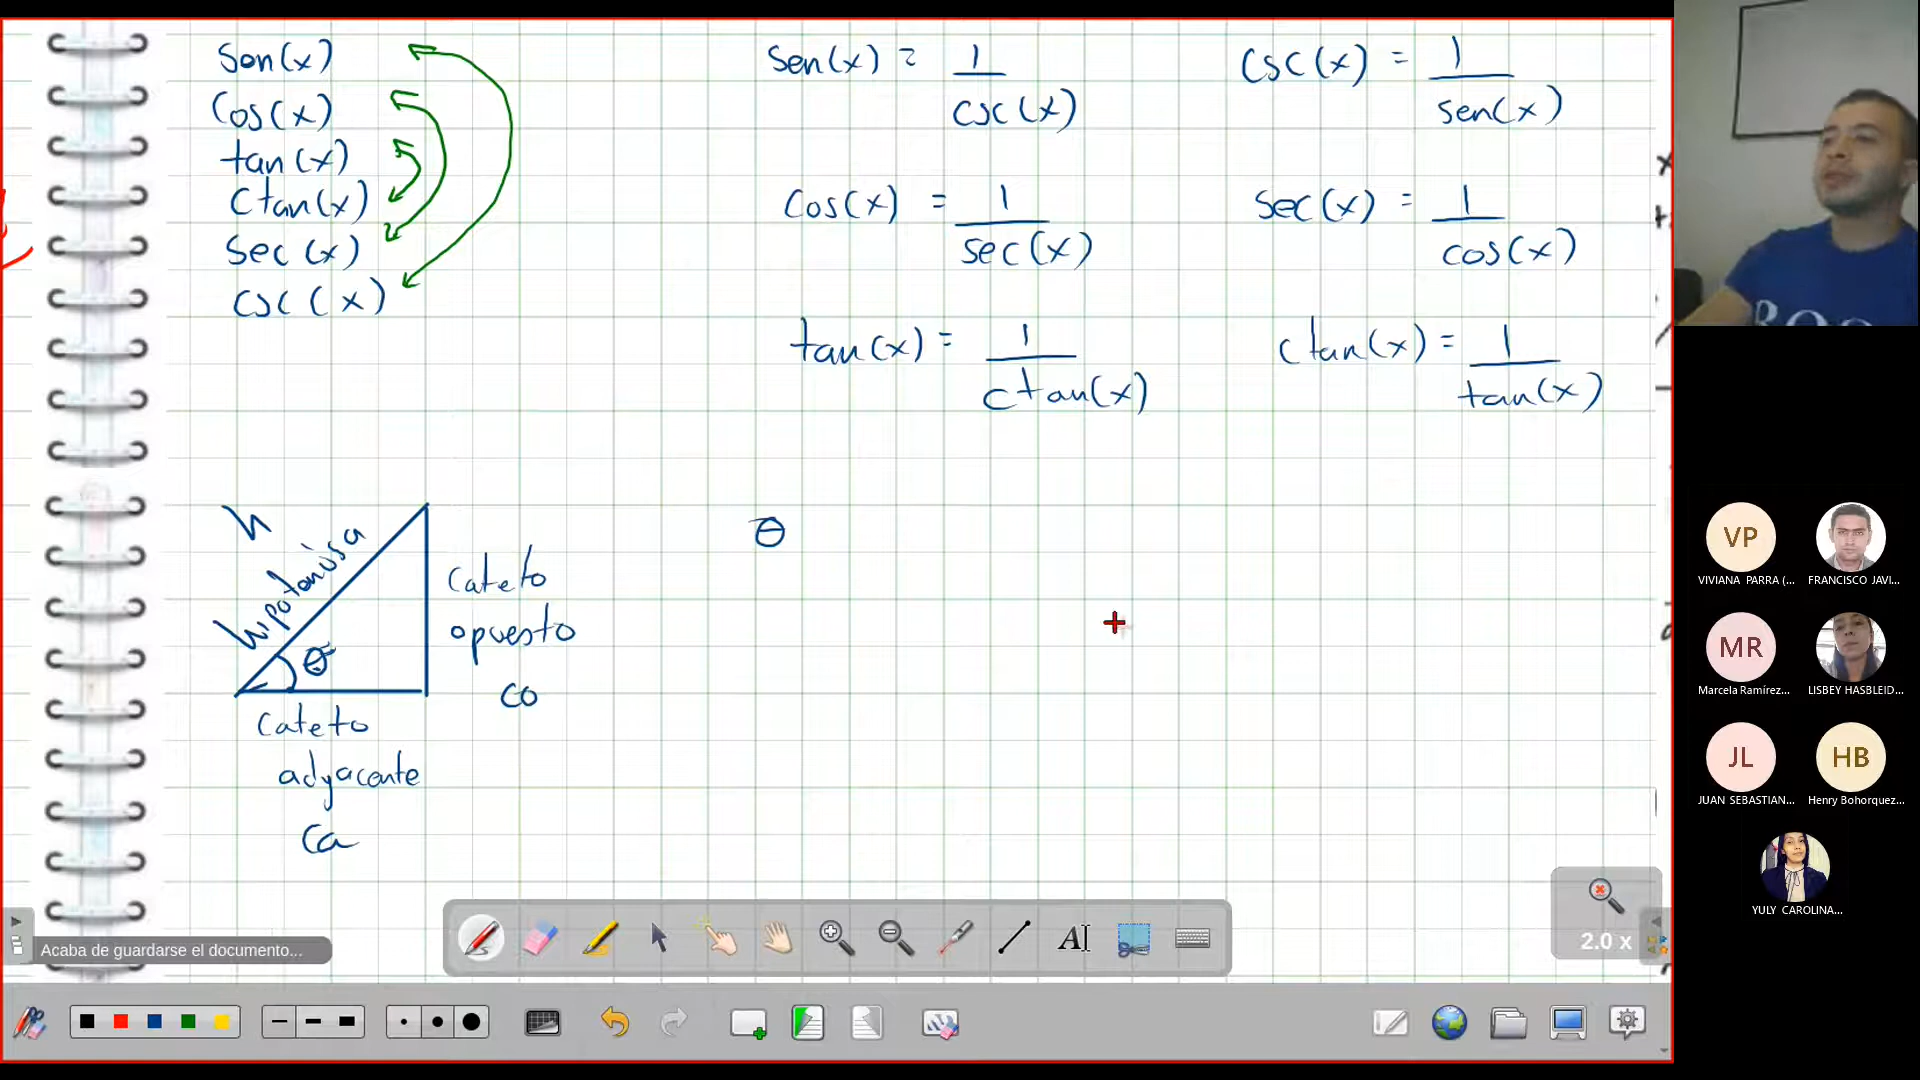 sen(x)
Cos(x)
tan(x)
Ctan(x)
sec(x)
csc(x)
sen(x) = 1/csc(x)
csc(x) = 1/sen(x)
Cos(x) = 1/sec(x)
sec(x) = 1/cos(x)
tan(x) = 1/ctan(x)
ctan(x) = 1/tan(x)
h
hipotenusa
θ
Cateto
opuesto
co
Cateto
adyacente
Ca
θ
BOG
VP
VIVIANA PARRA (...
FRANCISCO JAVI...
MR
Marcela Ramírez...
LISBEY HASBLEID...
JL
JUAN SEBASTIAN...
HB
Henry Bohorquez...
YULY CAROLINA...
Acaba de guardarse el documento...
2.0 x